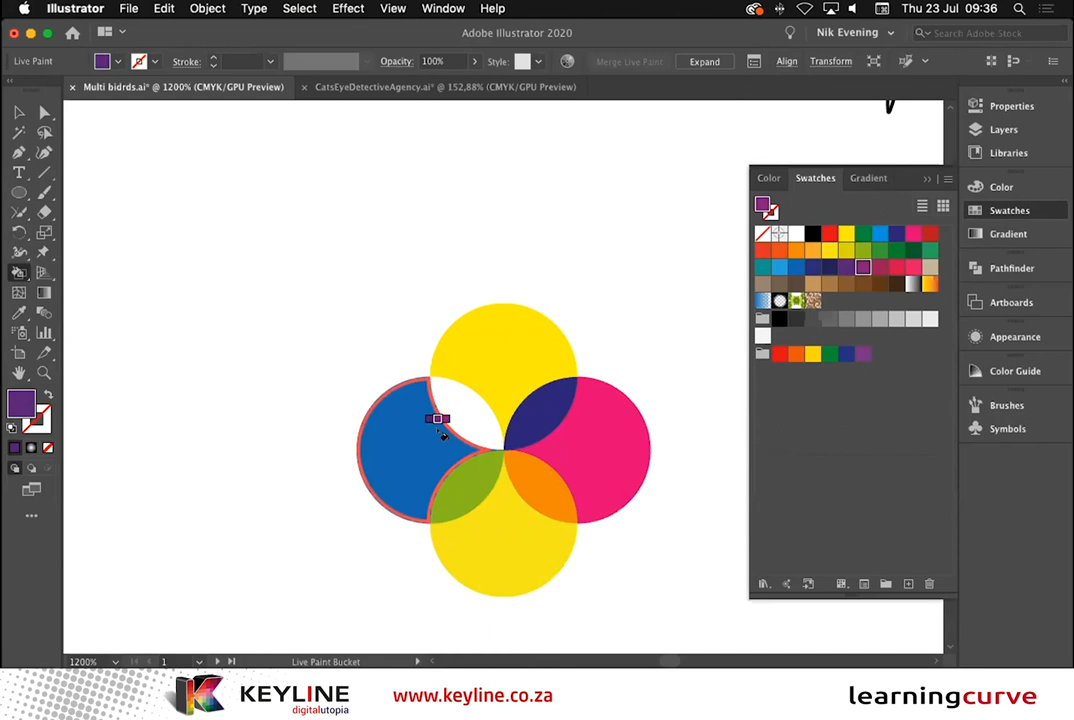 Illustrator File Edit Object Type Select Effect View Window Help Thu 23 Jul 09:36
Adobe Illustrator 2020 Nik Evening Search Adobe Stock
Live Paint Stroke: Opacity: 100% Style: Merge Live Paint Expand Align Transform
Multi bidrds.ai* @ 1200% (CMYK/GPU Preview) CatsEyeDetectiveAgency.ai* @ 152,88% (CMYK/GPU Preview)
Properties
Layers
Libraries
Color Swatches Gradient
Color
Swatches
Gradient
Pathfinder
Artboards
Appearance
Color Guide
Brushes
Symbols
1200% 1 Live Paint Bucket
KEYLINE
digitalutopia
www.keyline.co.za
learningcurve